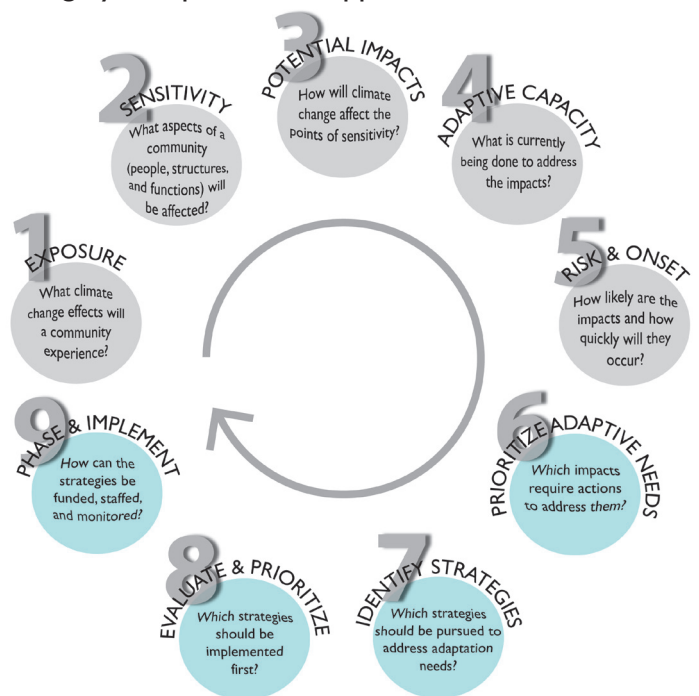 1
EXPOSURE
What climate
change effects will
a community
experience?
2
SENSITIVITY
What aspects of a
community
(people, structures,
and functions) will
be affected?
3
POTENTIAL IMPACTS
How will climate
change affect the
points of sensitivity?
4
ADAPTIVE CAPACITY
What is currently
being done to address
the impacts?
5
RISK & ONSET
How likely are the
impacts and how
quickly will they
occur?
6
PRIORITIZE ADAPTIVE NEEDS
Which impacts
require actions
to address them?
7
IDENTIFY STRATEGIES
Which strategies
should be pursued to
address adaptation
needs?
8
EVALUATE & PRIORITIZE
Which strategies
should be
implemented
first?
9
PHASE & IMPLEMENT
How can the
strategies be
funded, staffed,
and monitored?